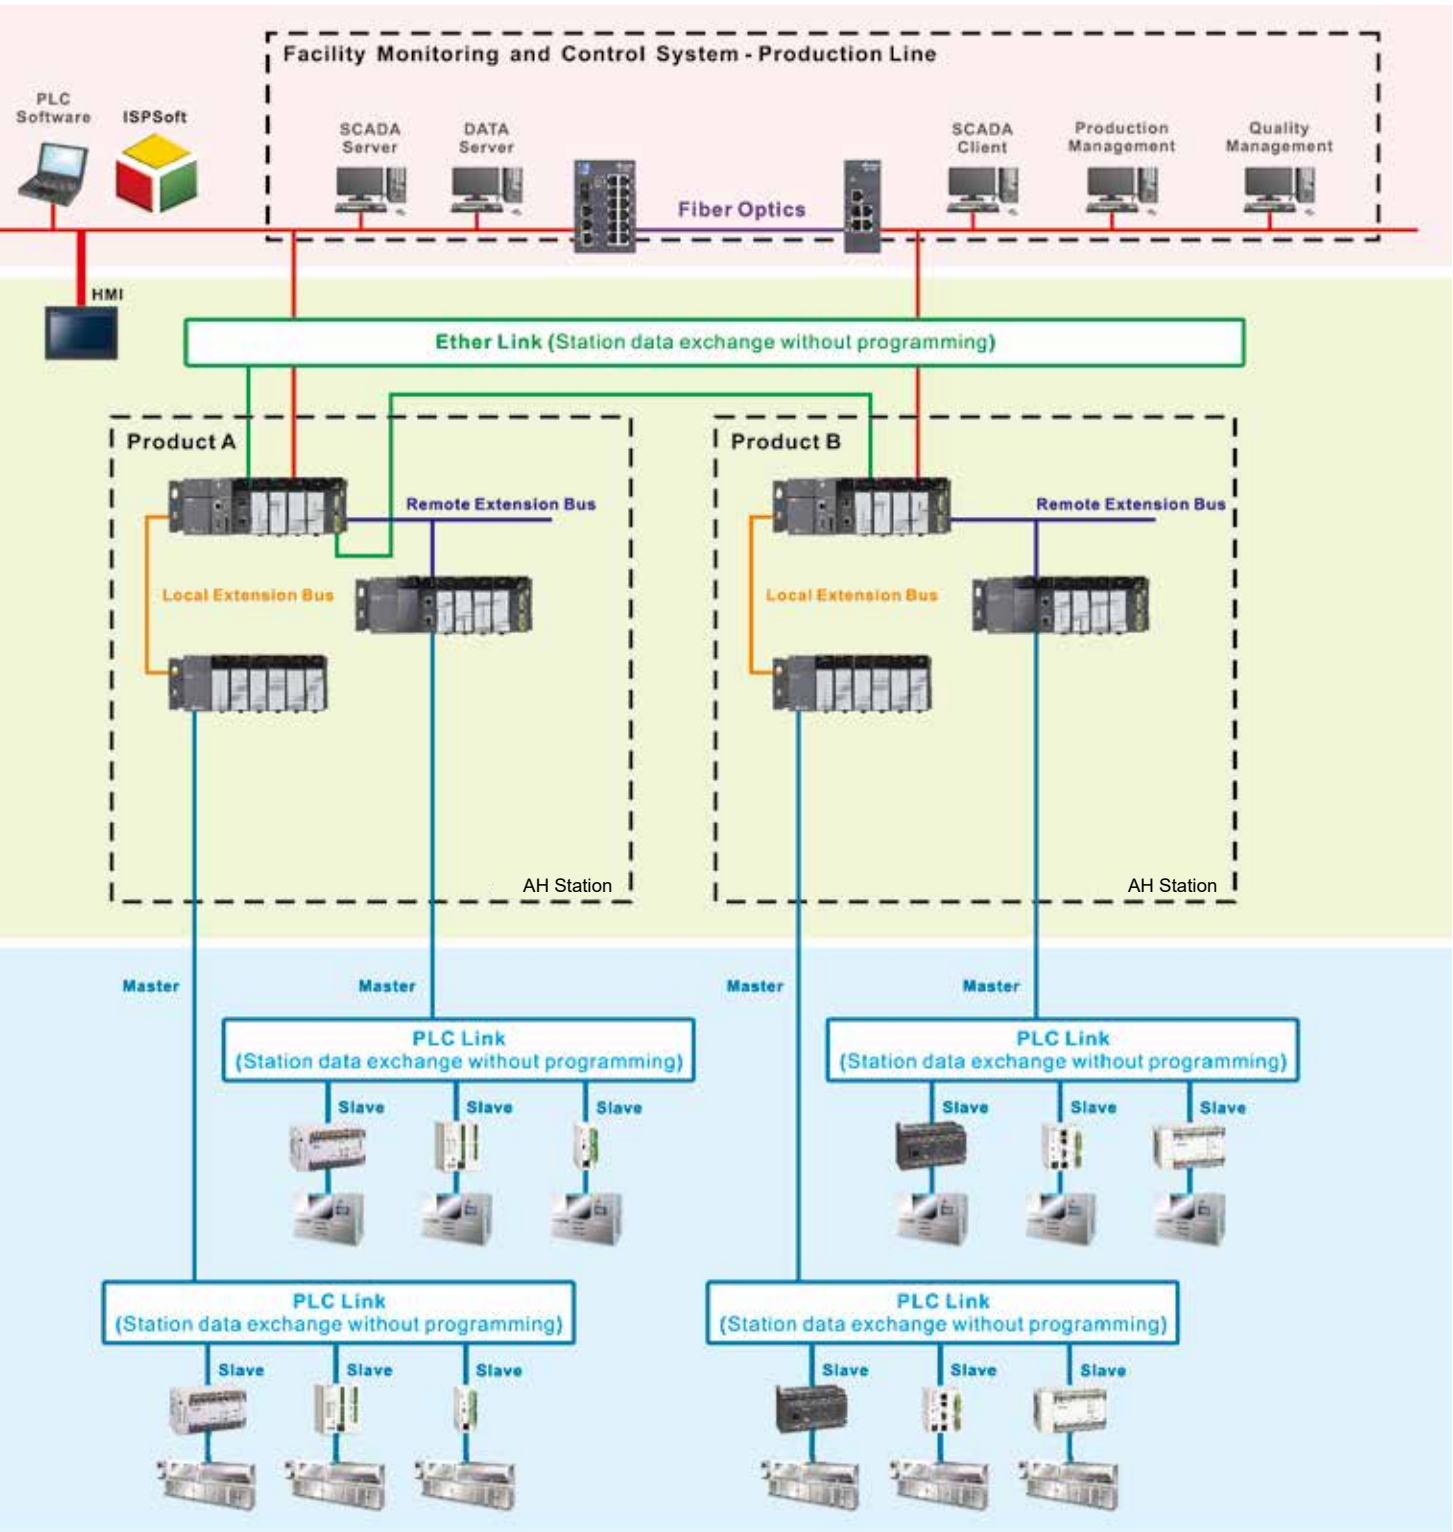 Facility Monitoring and Control System - Production Line
PLC
Software
ISPSoft
SCADA
Server
DATA
Server
Fiber Optics
SCADA
Client
Production
Management
Quality
Management
HMI
Ether Link (Station data exchange without programming)
Product A
Remote Extension Bus
Local Extension Bus
AH Station
Product B
Remote Extension Bus
Local Extension Bus
AH Station
Master
Master
Master
Master
PLC Link
(Station data exchange without programming)
Slave
Slave
Slave
PLC Link
(Station data exchange without programming)
Slave
Slave
Slave
PLC Link
(Station data exchange without programming)
Slave
Slave
Slave
PLC Link
(Station data exchange without programming)
Slave
Slave
Slave